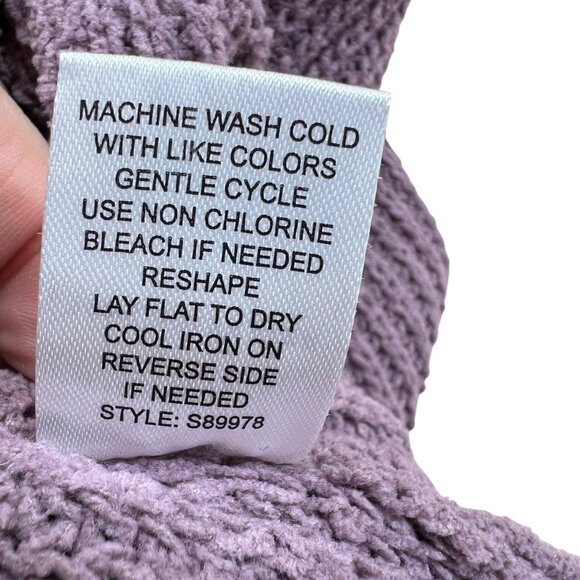 MACHINE WASH COLD
WITH LIKE COLORS
GENTLE CYCLE
USE NON CHLORINE
BLEACH IF NEEDED
RESHAPE
LAY FLAT TO DRY
COOL IRON ON
REVERSE SIDE
IF NEEDED
STYLE: S89978